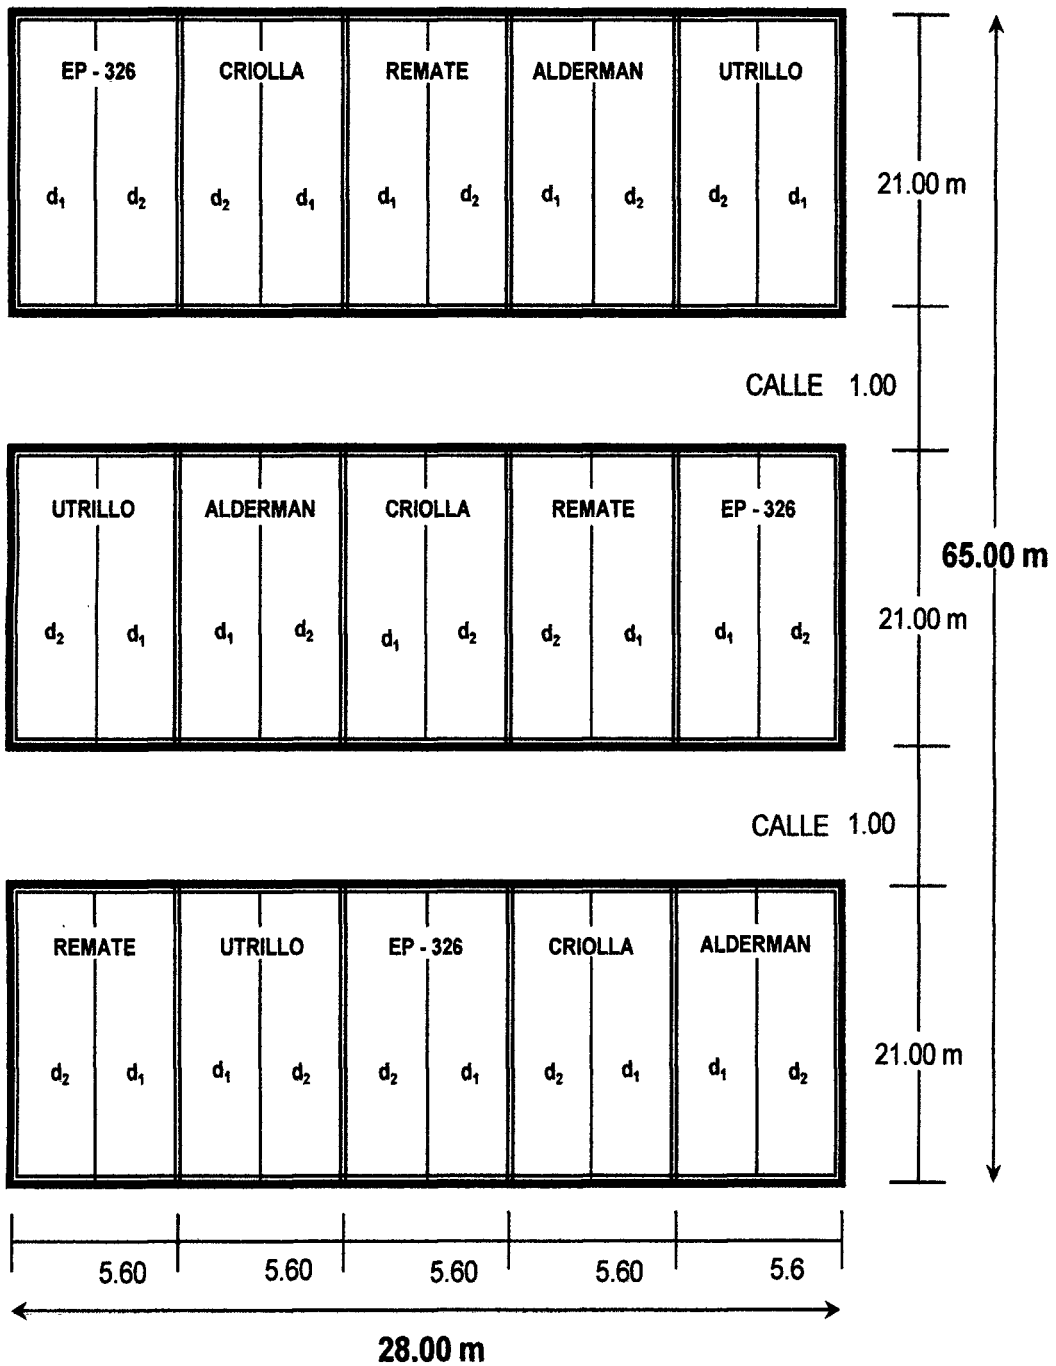 EP - 326 CRIOLLA REMATE ALDERMAN UTRILLO
d₁ d₂ d₂ d₁ d₁ d₂ d₁ d₂ d₂ d₁
21.00 m
CALLE 1.00
UTRILLO ALDERMAN CRIOLLA REMATE EP - 326
65.00 m
d₂ d₁ d₁ d₂ d₁ d₂ d₂ d₁ d₁ d₂
21.00 m
CALLE 1.00
REMATE UTRILLO EP - 326 CRIOLLA ALDERMAN
d₂ d₁ d₁ d₂ d₂ d₁ d₂ d₁ d₁ d₂
21.00 m
5.60 5.60 5.60 5.60 5.6
28.00 m